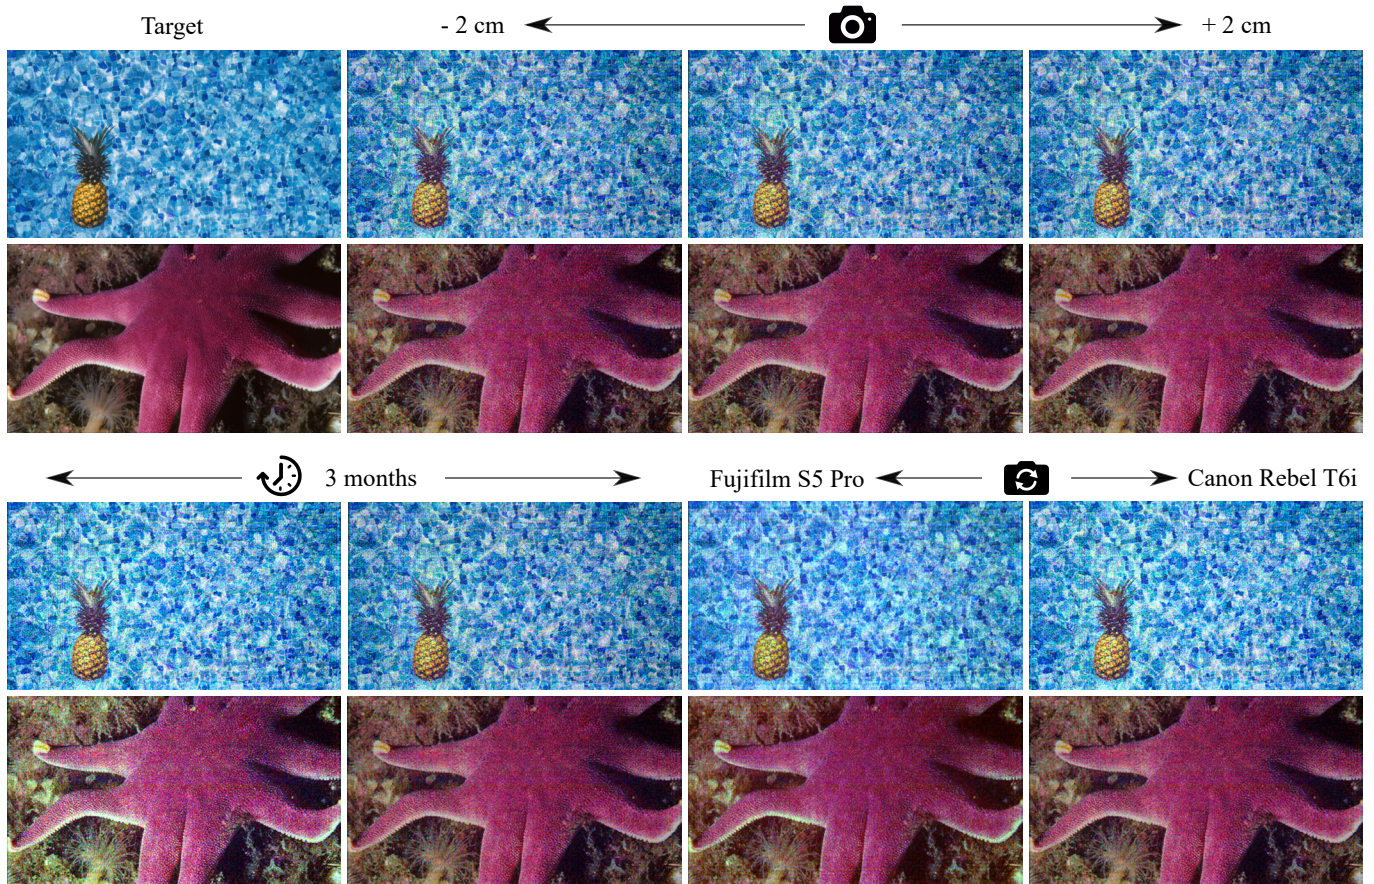 Target
- 2 cm
+ 2 cm
3 months
Fujifilm S5 Pro
Canon Rebel T6i